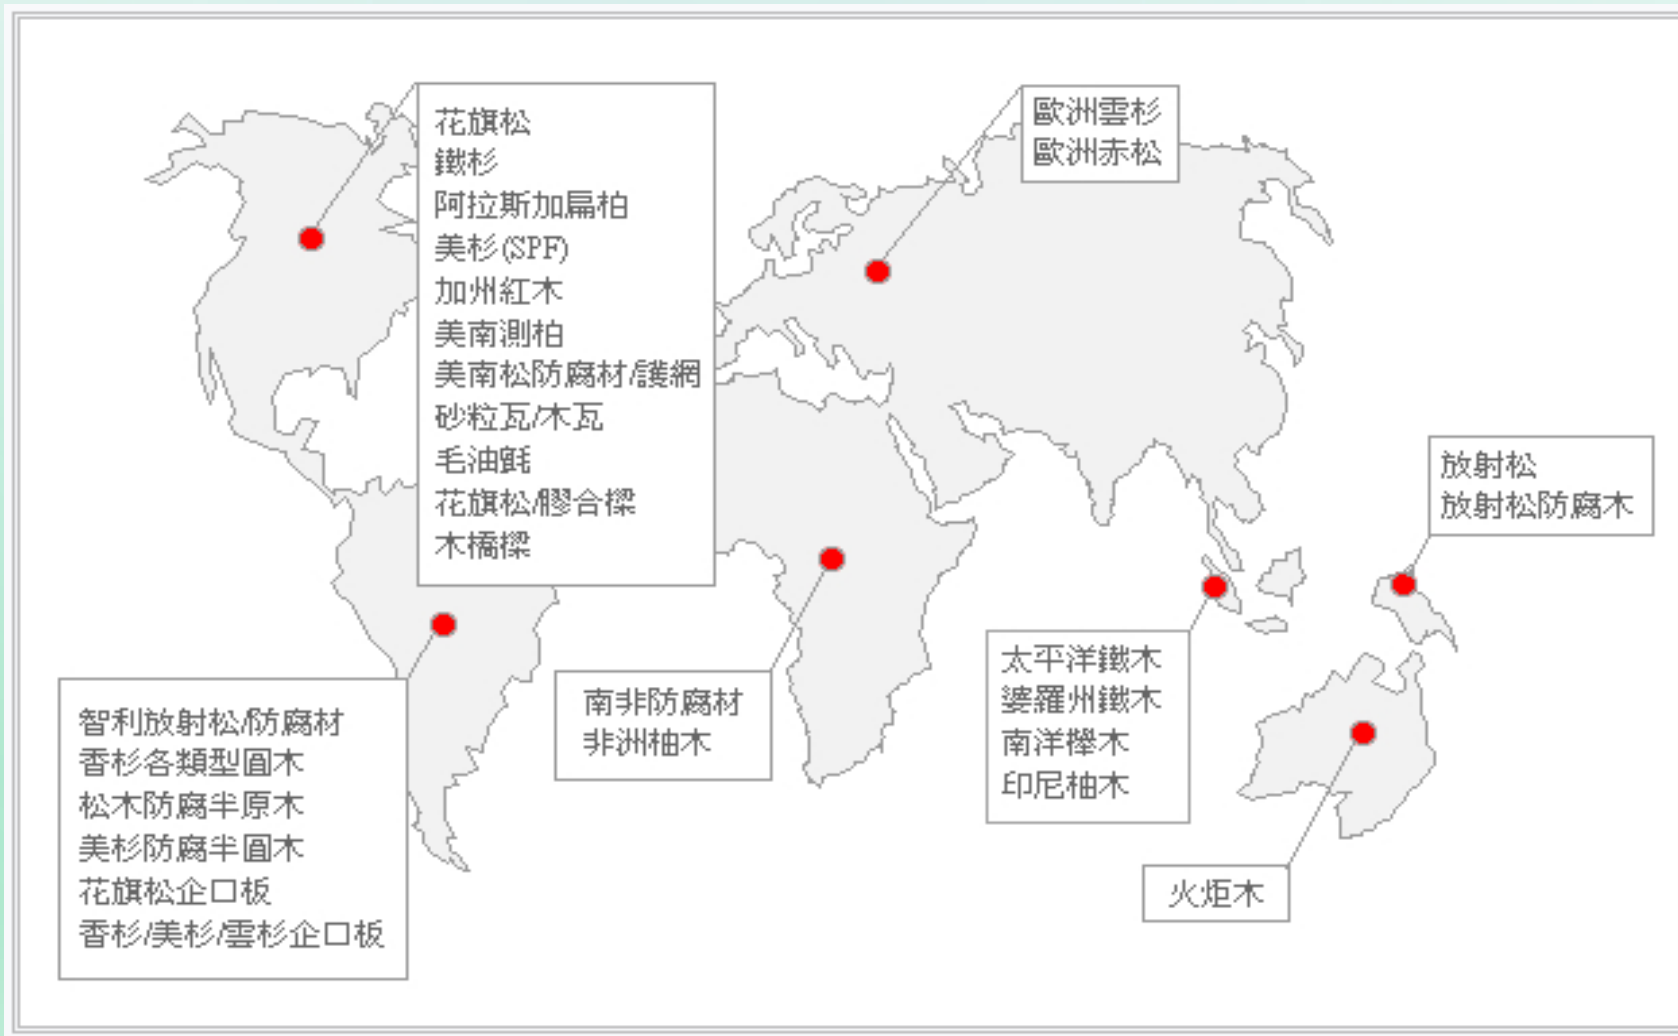 花旗松
鐵杉
阿拉斯加扁柏
美杉(SPF)
加州紅木
美南測柏
美南松防腐材/護網
砂粒瓦/木瓦
毛油氈
花旗松/膠合樑
木橋樑
歐洲雲杉
歐洲赤松
放射松
放射松防腐木
太平洋鐵木
婆羅州鐵木
南洋櫸木
印尼柚木
南非防腐材
非洲柚木
智利放射松/防腐材
香杉各類型圓木
松木防腐半原木
美杉防腐半圓木
花旗松企口板
香杉/美杉/雲杉企口板
火炬木